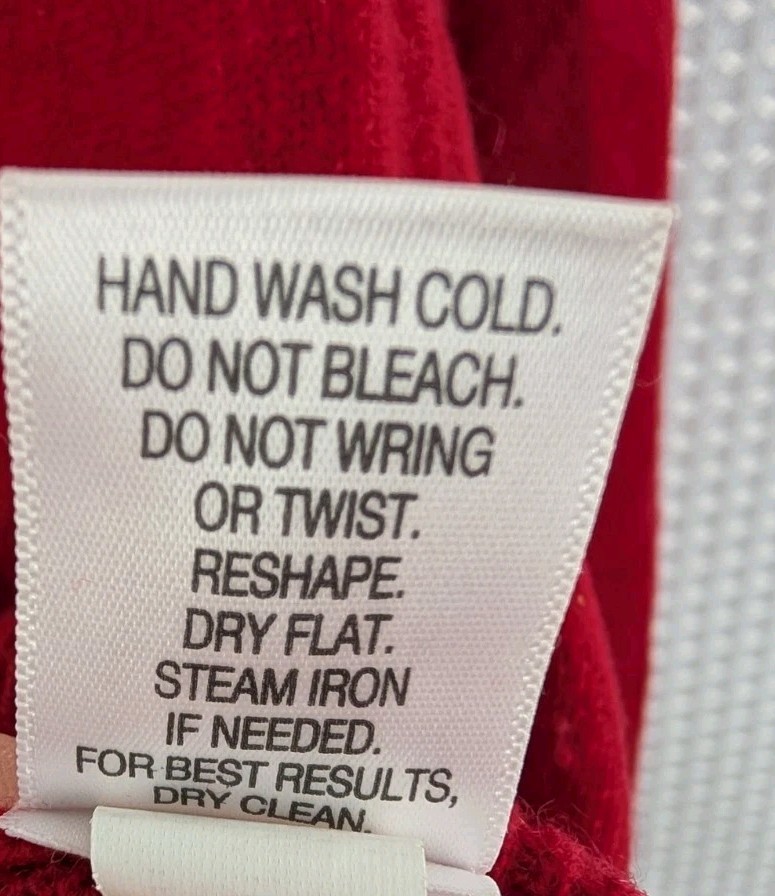 HAND WASH COLD.
DO NOT BLEACH.
DO NOT WRING
OR TWIST.
RESHAPE.
DRY FLAT.
STEAM IRON
IF NEEDED.
FOR BEST RESULTS,
DRY CLEAN.